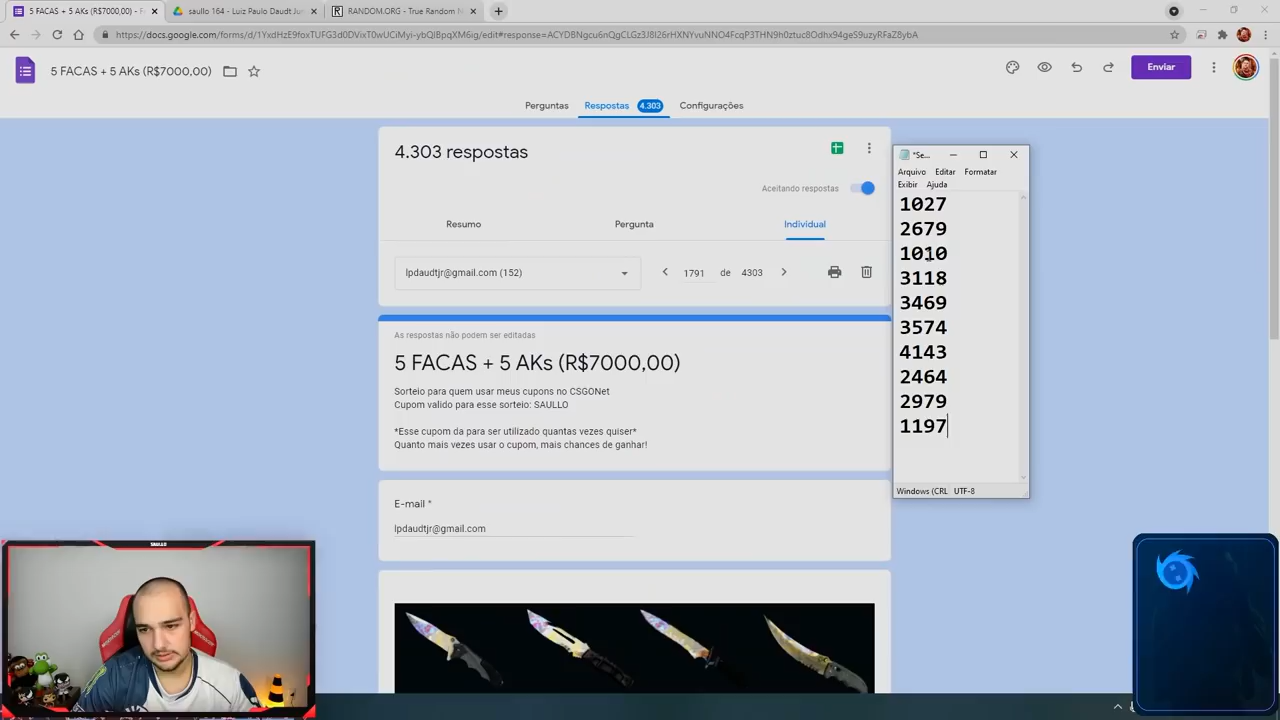 5 FACAS + 5 AKs (R$7000,00) - F
saullo 164 - Luiz Paulo Daudt Ju
RANDOM.ORG - True Random N
https://docs.google.com/forms/d/1YxdHzE9foxTUFG3d0DVixT0wUCiMyi-ybQIBpqXM6ig/edit#response=ACYDBNgcu6nQgCLGz3J8I26rHXNYvuNNO4FcqP3THN9h0ztuc8Odhx94geS9uzyRFaZ8ybA
5 FACAS + 5 AKs (R$7000,00)
Enviar
Perguntas
Respostas
4.303
Configurações
4.303 respostas
Aceitando respostas
Resumo
Pergunta
Individual
lpdaudtjr@gmail.com (152)
1791
de
4303
As respostas não podem ser editadas
5 FACAS + 5 AKs (R$7000,00)
Sorteio para quem usar meus cupons no CSGONet
Cupom valido para esse sorteio: SAULLO
*Esse cupom da para ser utilizado quantas vezes quiser*
Quanto mais vezes usar o cupom, mais chances de ganhar!
E-mail *
lpdaudtjr@gmail.com
*Se...
Arquivo
Editar
Formatar
Exibir
Ajuda
1027
2679
1010
3118
3469
3574
4143
2464
2979
1197
Windows (CRL
UTF-8
SAULLO